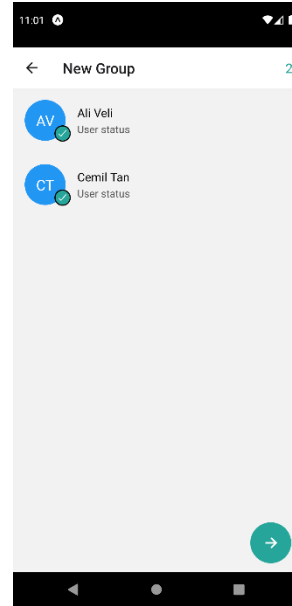 11:01
New Group
2
AV
Ali Veli
User status
CT
Cemil Tan
User status